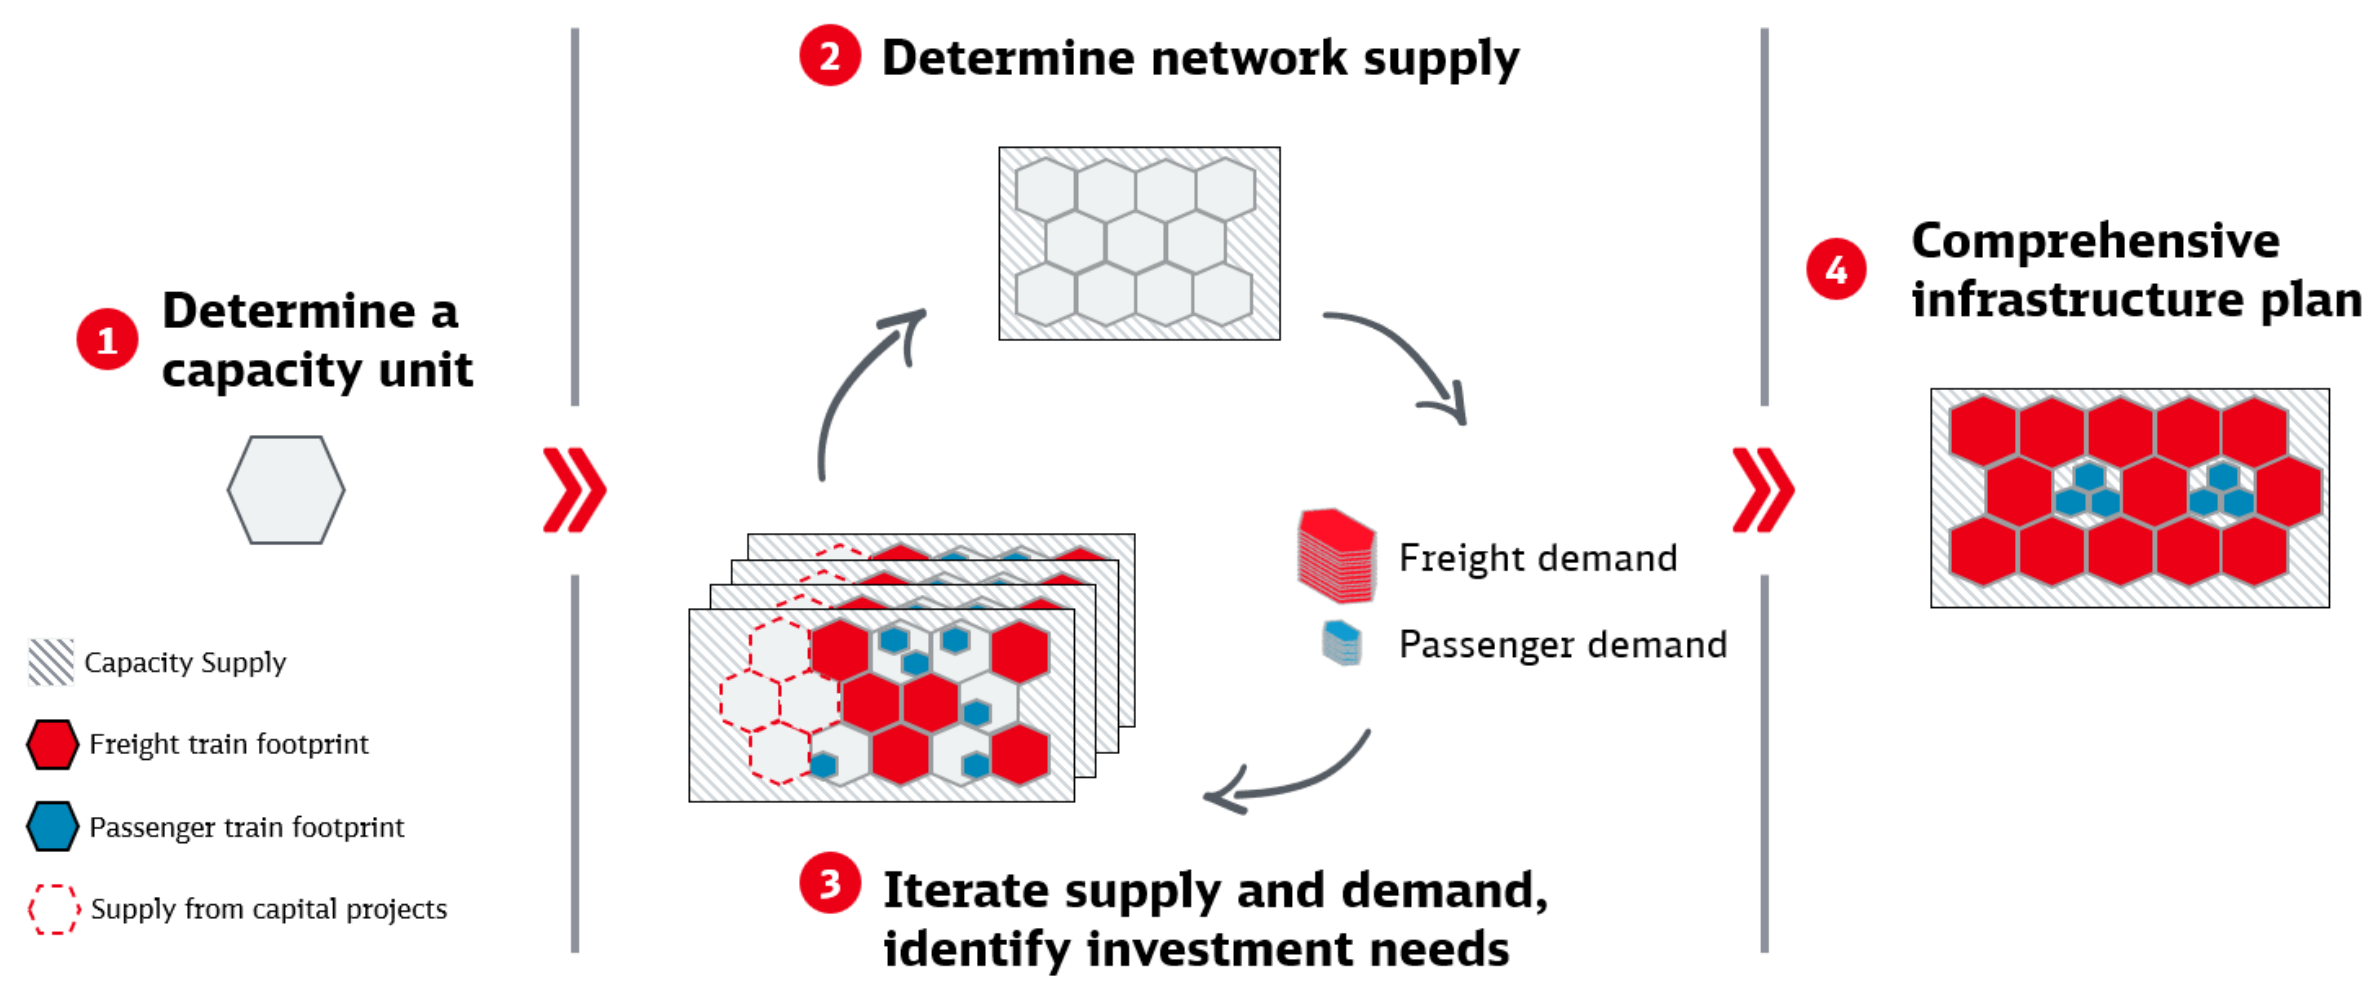 1 Determine a
capacity unit
Capacity Supply
Freight train footprint
Passenger train footprint
Supply from capital projects
2 Determine network supply
Freight demand
Passenger demand
3 Iterate supply and demand,
identify investment needs
4 Comprehensive
infrastructure plan